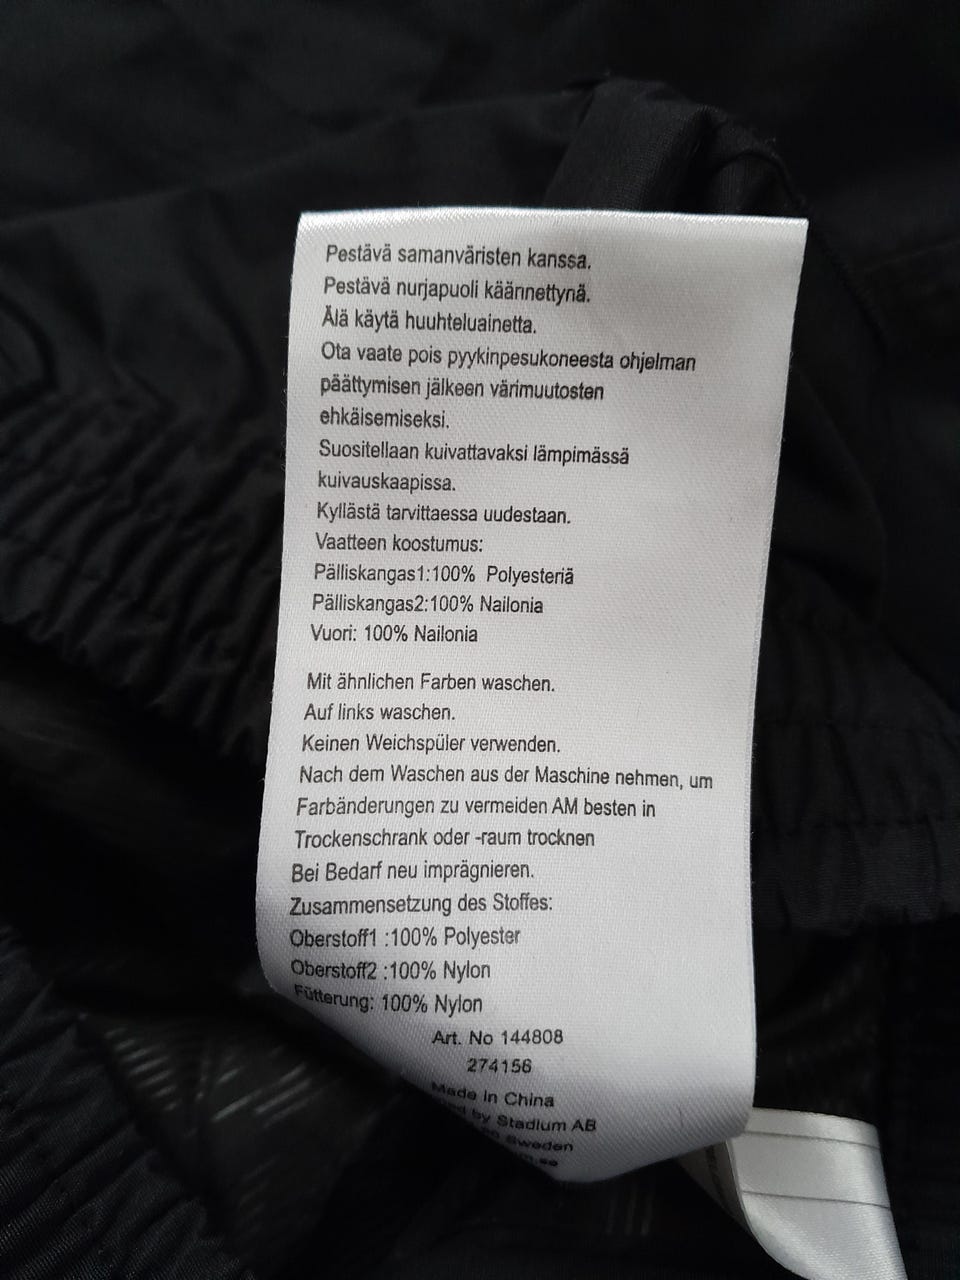 Pestävä samanväristen kanssa.
Pestävä nurjapuoli käännettynä.
Älä käytä huuhteluainetta.
Ota vaate pois pyykinpesukoneesta ohjelman
päättymisen jälkeen värimuutosten
ehkäisemiseksi.
Suositellaan kuivattavaksi lämpimässä
kuivauskaapissa.
Kyllästä tarvittaessa uudestaan.
Vaatteen koostumus:
Pälliskangas1:100% Polyesteriä
Pälliskangas2:100% Nailonia
Vuori: 100% Nailonia
Mit ähnlichen Farben waschen.
Auf links waschen.
Keinen Weichspüler verwenden.
Nach dem Waschen aus der Maschine nehmen, um
Farbänderungen zu vermeiden AM besten in
Trockenschrank oder -raum trocknen
Bei Bedarf neu imprägnieren.
Zusammensetzung des Stoffes:
Oberstoff1 :100% Polyester
Oberstoff2 :100% Nylon
Fütterung: 100% Nylon
Art. No 144808
274156
Made in China
by Stadium AB
Sweden